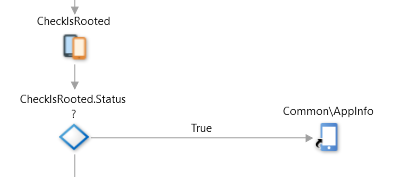 CheckIsRooted
CheckIsRooted.Status
?
True
Common\AppInfo